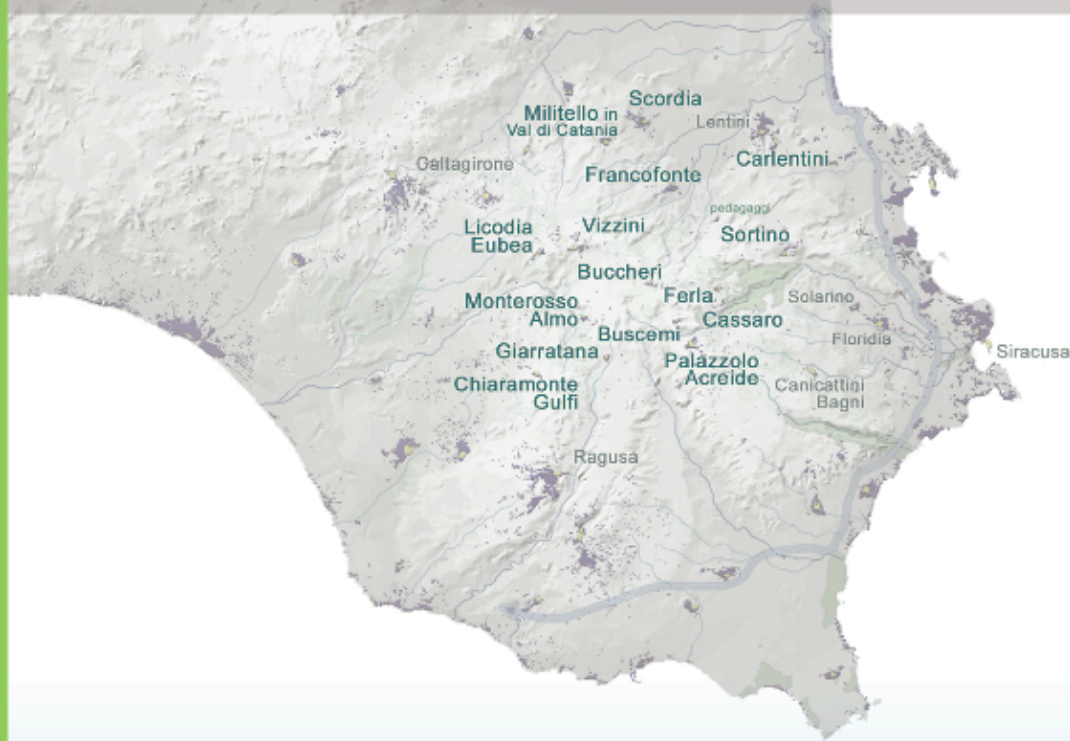 Scordia
Militello in
Val di Catania
Lentini
Carlentini
Caltagirone
Francofonte
pedagaggi
Licodia
Eubea
Vizzini
Sortino
Buccheri
Monterosso
Almo
Ferla
Solarino
Cassaro
Buscemi
Floridia
Giarratana
Siracusa
Palazzolo
Acreide
Chiaramonte
Gulfi
Canicattini
Bagni
Ragusa